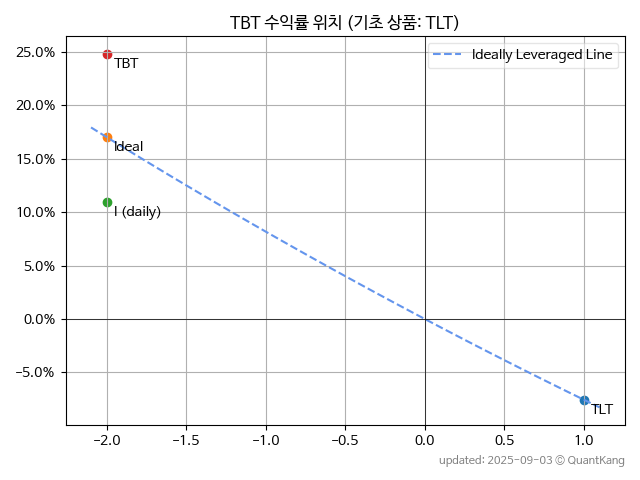 TBT 수익률 위치 (기초 상품: TLT)
Ideally Leveraged Line
25.0%
20.0%
15.0%
10.0%
5.0%
0.0%
−5.0%
TBT
Ideal
I (daily)
TLT
−2.0
−1.5
−1.0
−0.5
0.0
0.5
1.0
updated: 2025-09-03 © QuantKang